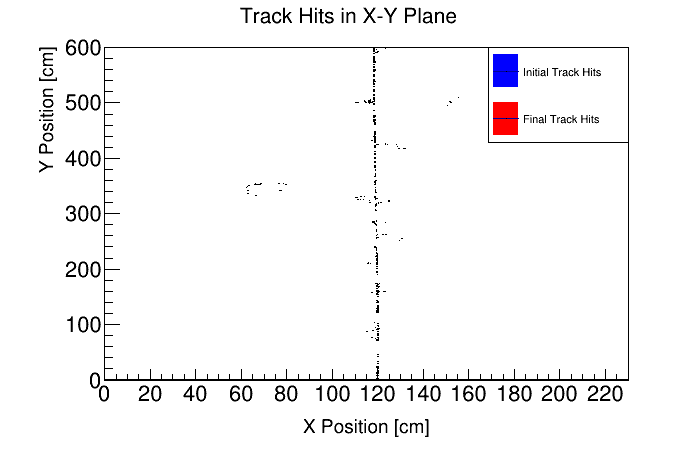 Track Hits in X-Y Plane
Y Position [cm]
600
500
400
300
200
100
0
Initial Track Hits
Final Track Hits
0 20 40 60 80 100 120 140 160 180 200 220
X Position [cm]